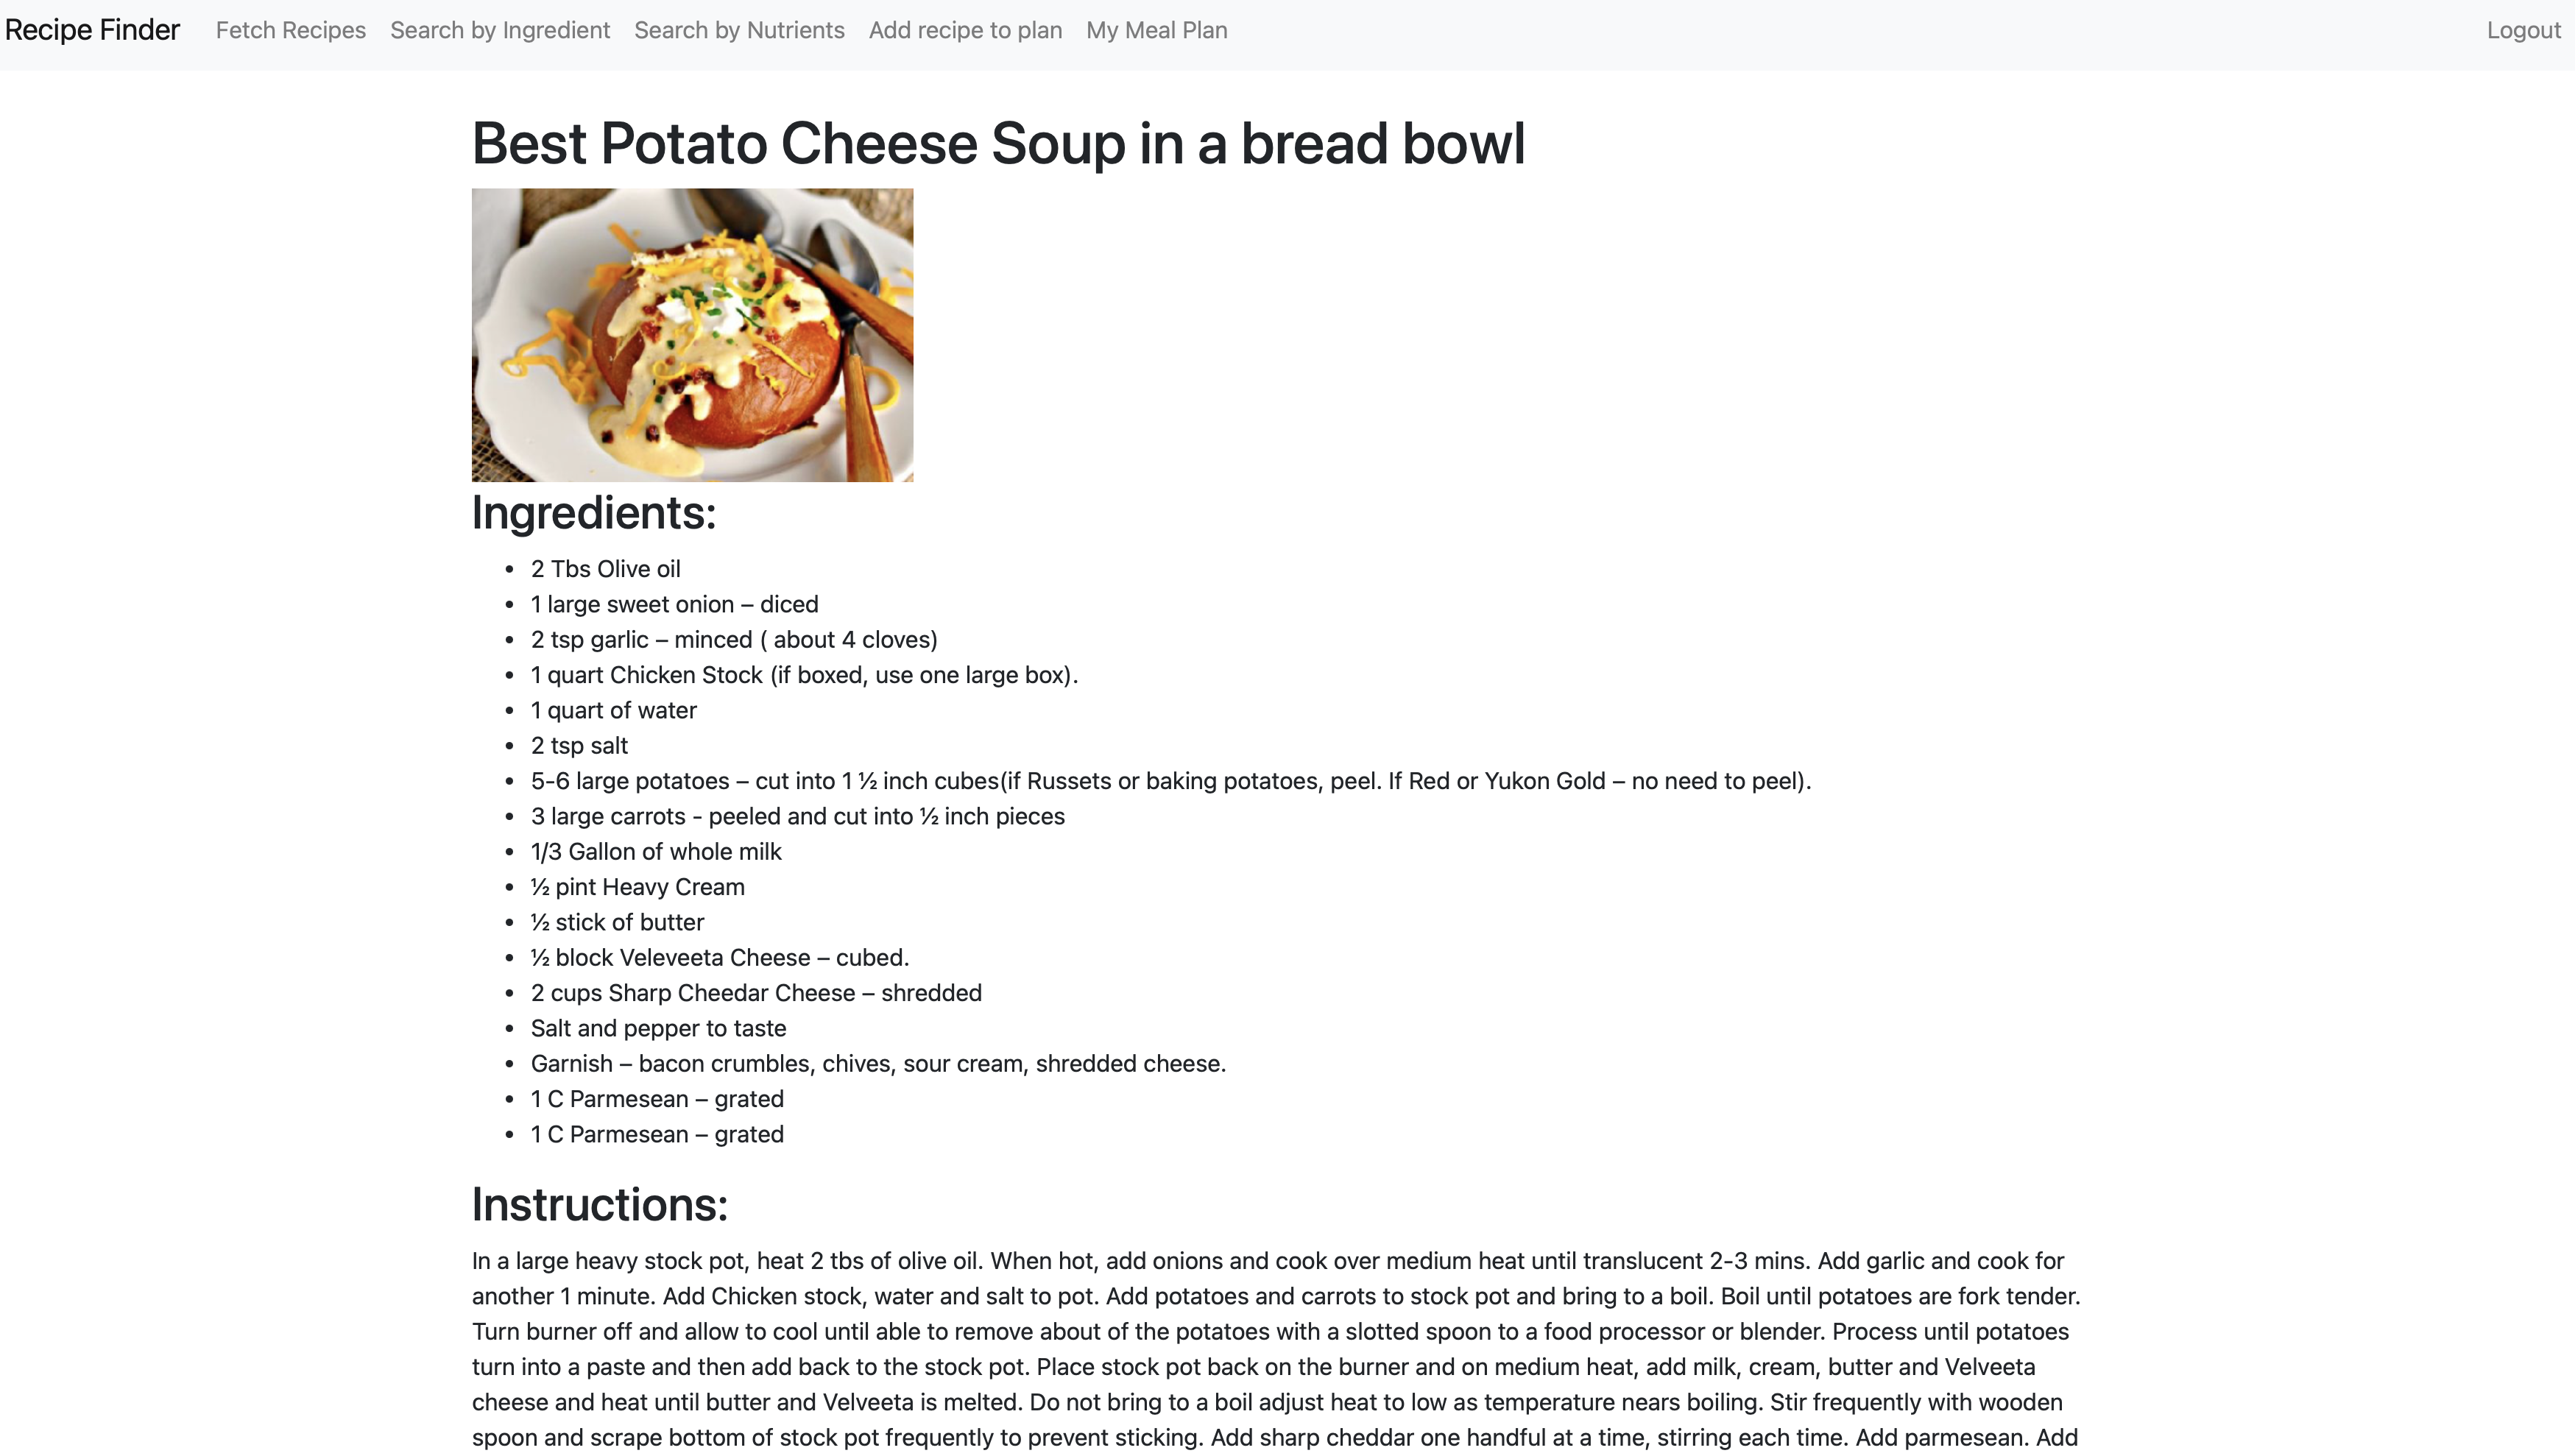 Recipe Finder Fetch Recipes Search by Ingredient Search by Nutrients Add recipe to plan My Meal Plan Logout
Best Potato Cheese Soup in a bread bowl
Ingredients:
• 2 Tbs Olive oil
• 1 large sweet onion – diced
• 2 tsp garlic – minced ( about 4 cloves)
• 1 quart Chicken Stock (if boxed, use one large box).
• 1 quart of water
• 2 tsp salt
• 5-6 large potatoes – cut into 1 ½ inch cubes(if Russets or baking potatoes, peel. If Red or Yukon Gold – no need to peel).
• 3 large carrots - peeled and cut into ½ inch pieces
• 1/3 Gallon of whole milk
• ½ pint Heavy Cream
• ½ stick of butter
• ½ block Veleveeta Cheese – cubed.
• 2 cups Sharp Cheedar Cheese – shredded
• Salt and pepper to taste
• Garnish – bacon crumbles, chives, sour cream, shredded cheese.
• 1 C Parmesean – grated
• 1 C Parmesean – grated
Instructions:
In a large heavy stock pot, heat 2 tbs of olive oil. When hot, add onions and cook over medium heat until translucent 2-3 mins. Add garlic and cook for
another 1 minute. Add Chicken stock, water and salt to pot. Add potatoes and carrots to stock pot and bring to a boil. Boil until potatoes are fork tender.
Turn burner off and allow to cool until able to remove about of the potatoes with a slotted spoon to a food processor or blender. Process until potatoes
turn into a paste and then add back to the stock pot. Place stock pot back on the burner and on medium heat, add milk, cream, butter and Velveeta
cheese and heat until butter and Velveeta is melted. Do not bring to a boil adjust heat to low as temperature nears boiling. Stir frequently with wooden
spoon and scrape bottom of stock pot frequently to prevent sticking. Add sharp cheddar one handful at a time, stirring each time. Add parmesean. Add